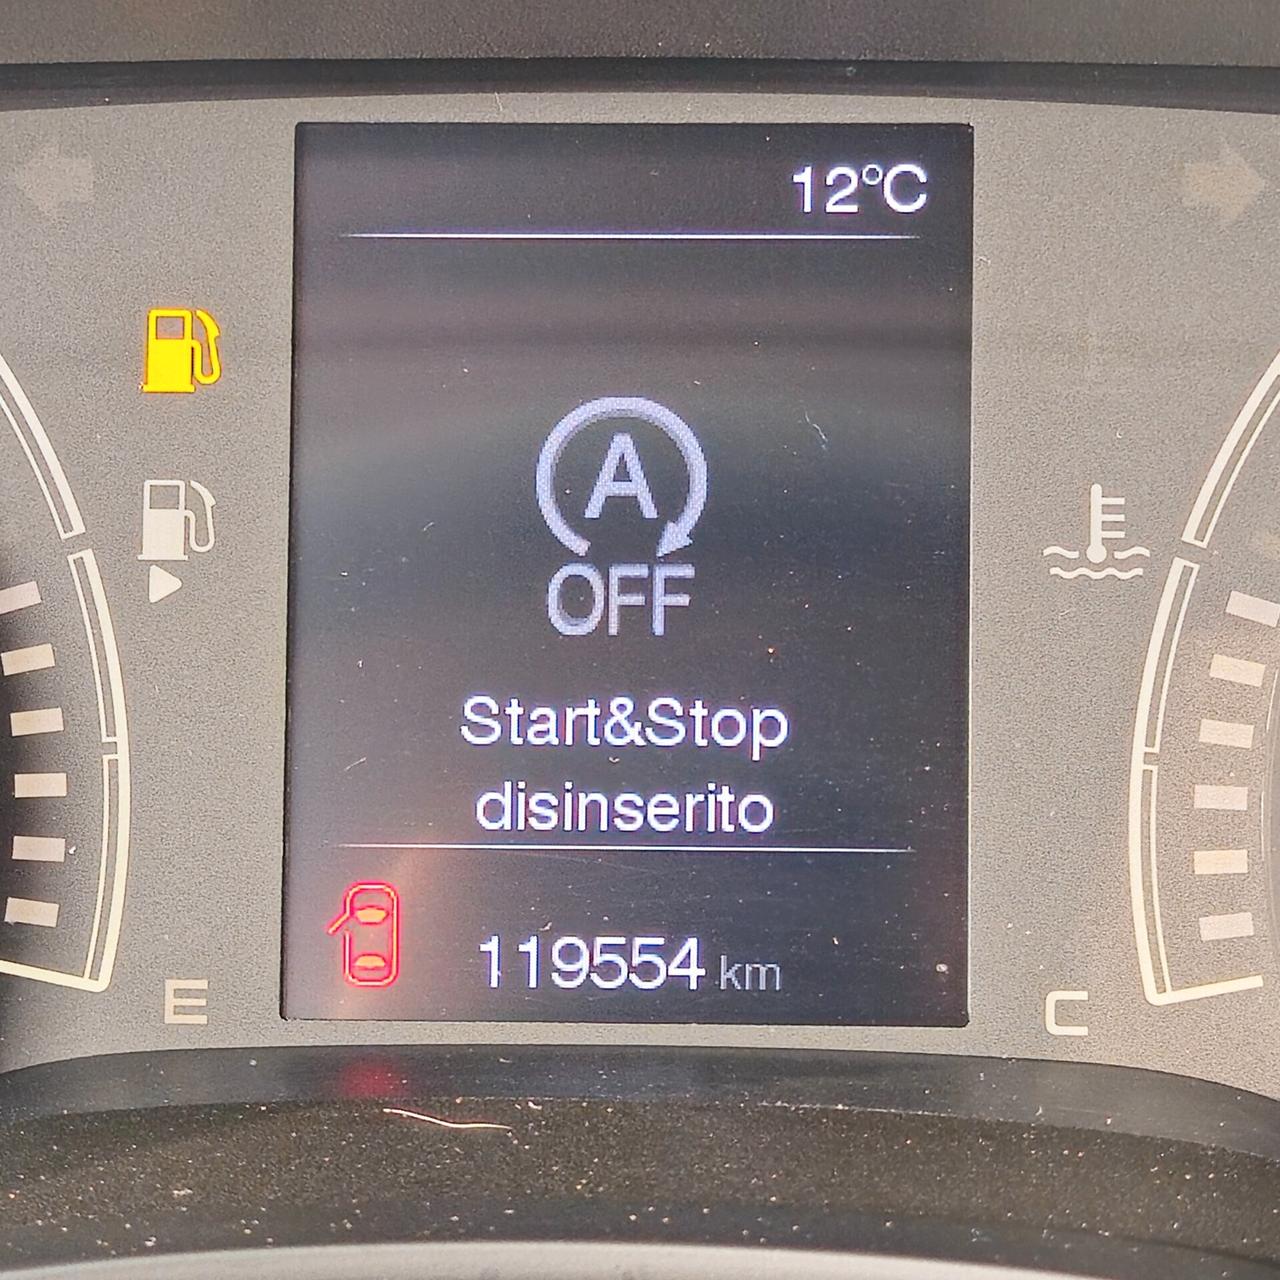 12°C
A
OFF
Start&Stop
disinserito
119554 km
E
C